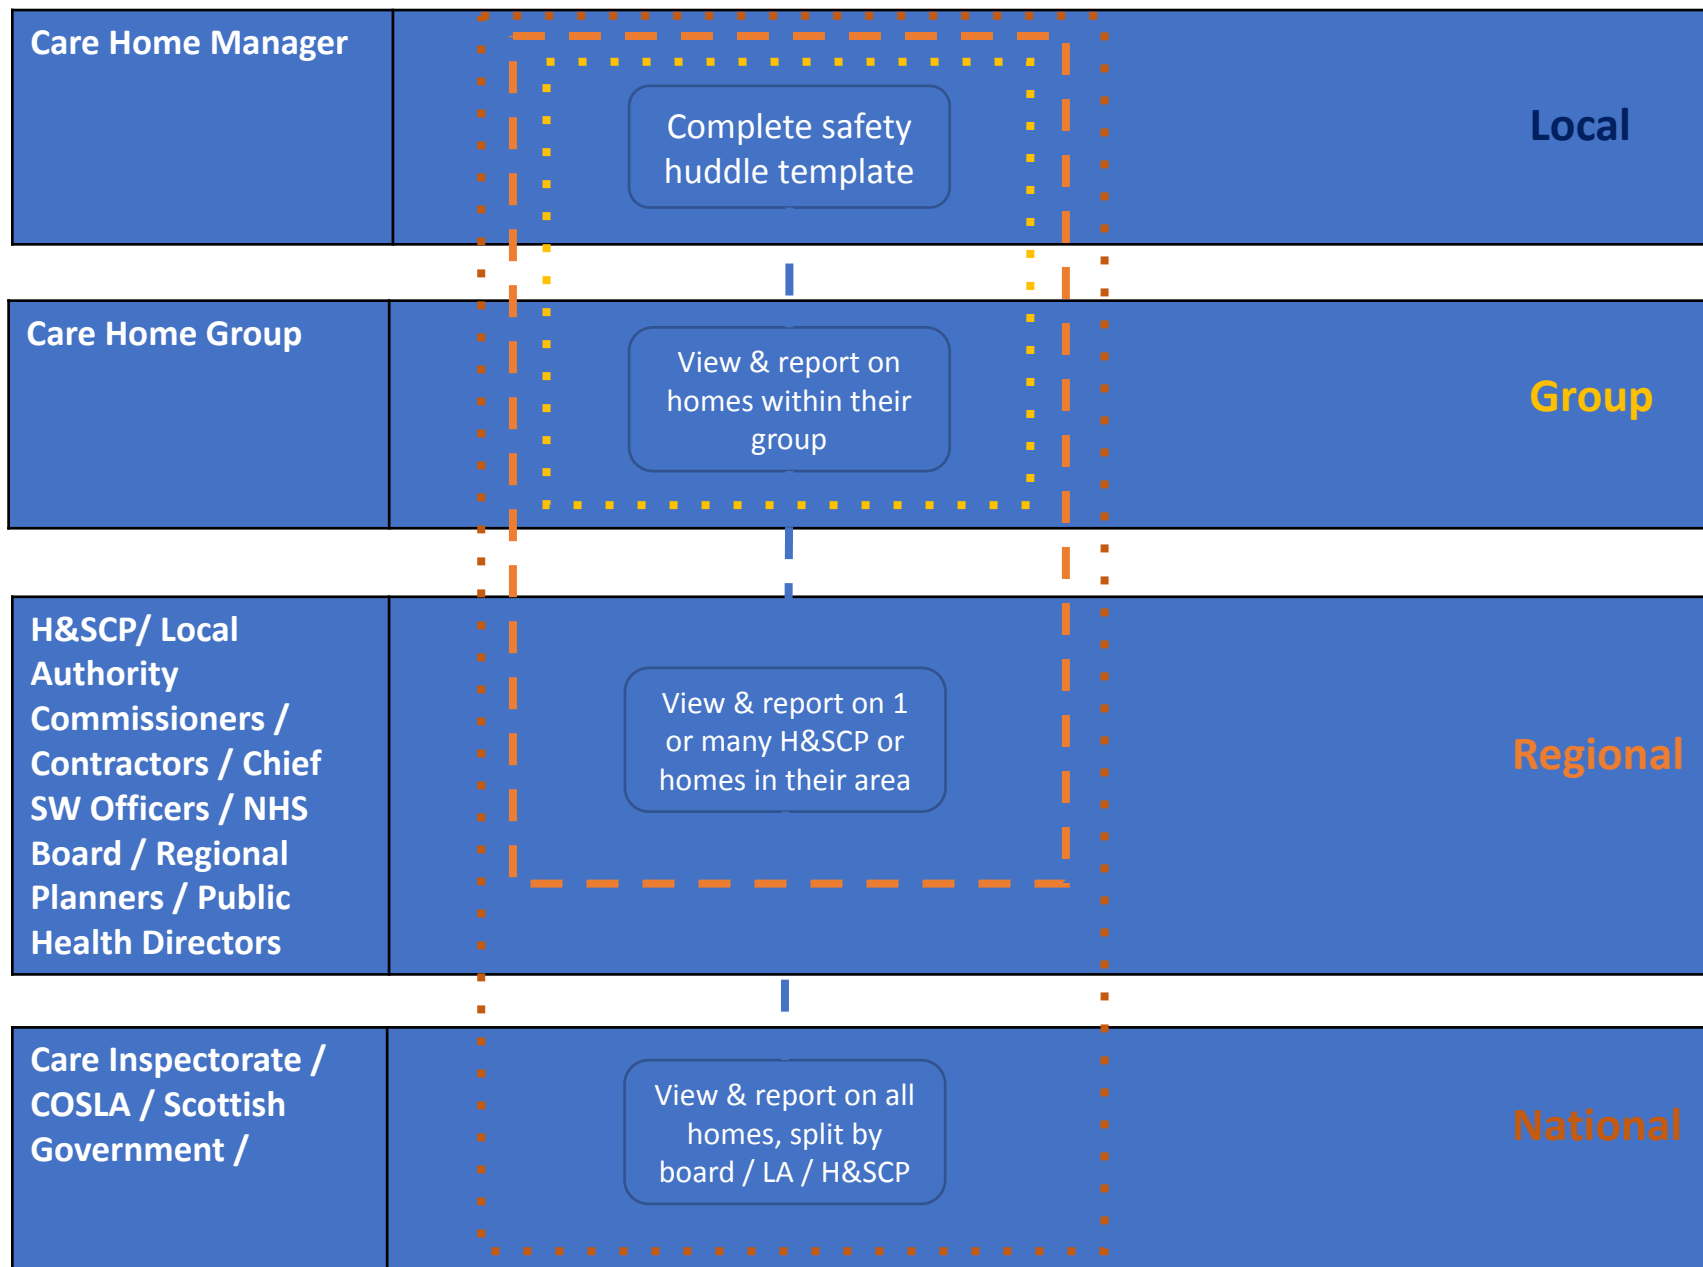 Care Home Manager
Complete safety
huddle template
Local
Care Home Group
View & report on
homes within their
group
Group
H&SCP/ Local
Authority
Commissioners /
Contractors / Chief
SW Officers / NHS
Board / Regional
Planners / Public
Health Directors
View & report on 1
or many H&SCP or
homes in their area
Regional
Care Inspectorate /
COSLA / Scottish
Government /
View & report on all
homes, split by
board / LA / H&SCP
National